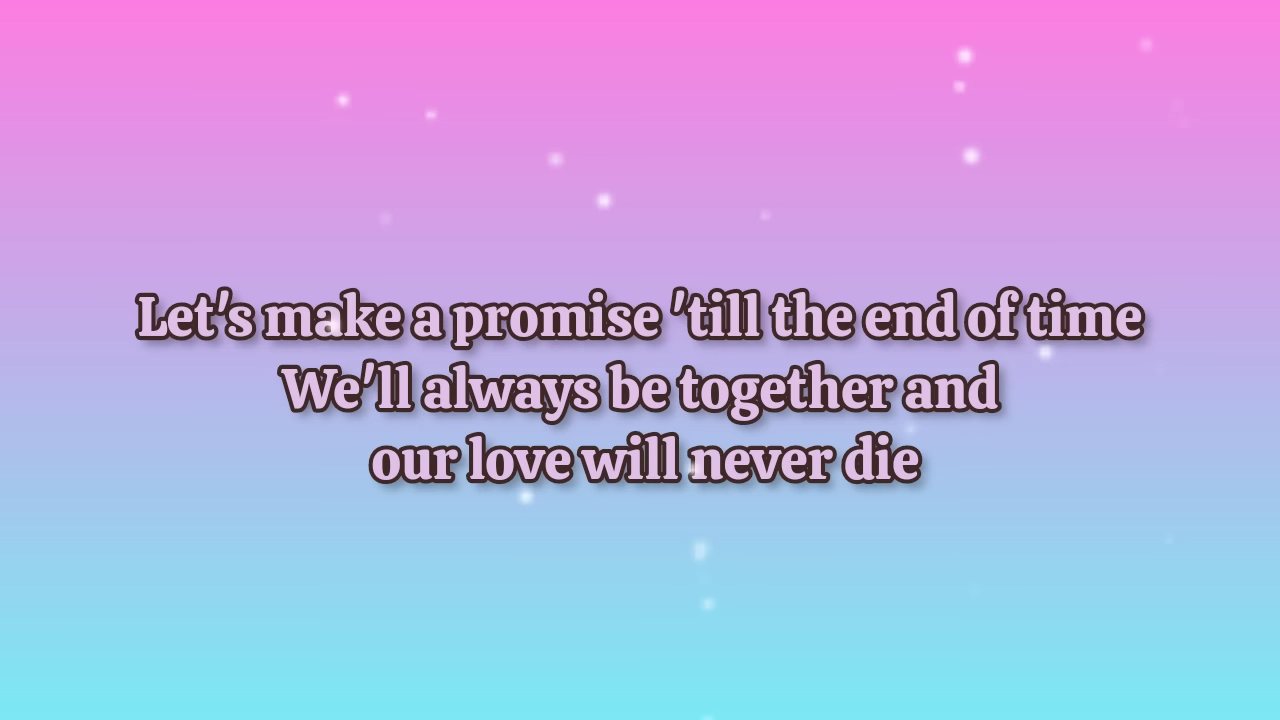 Let's make a promise 'till the end of time
We'll always be together and
our love will never die